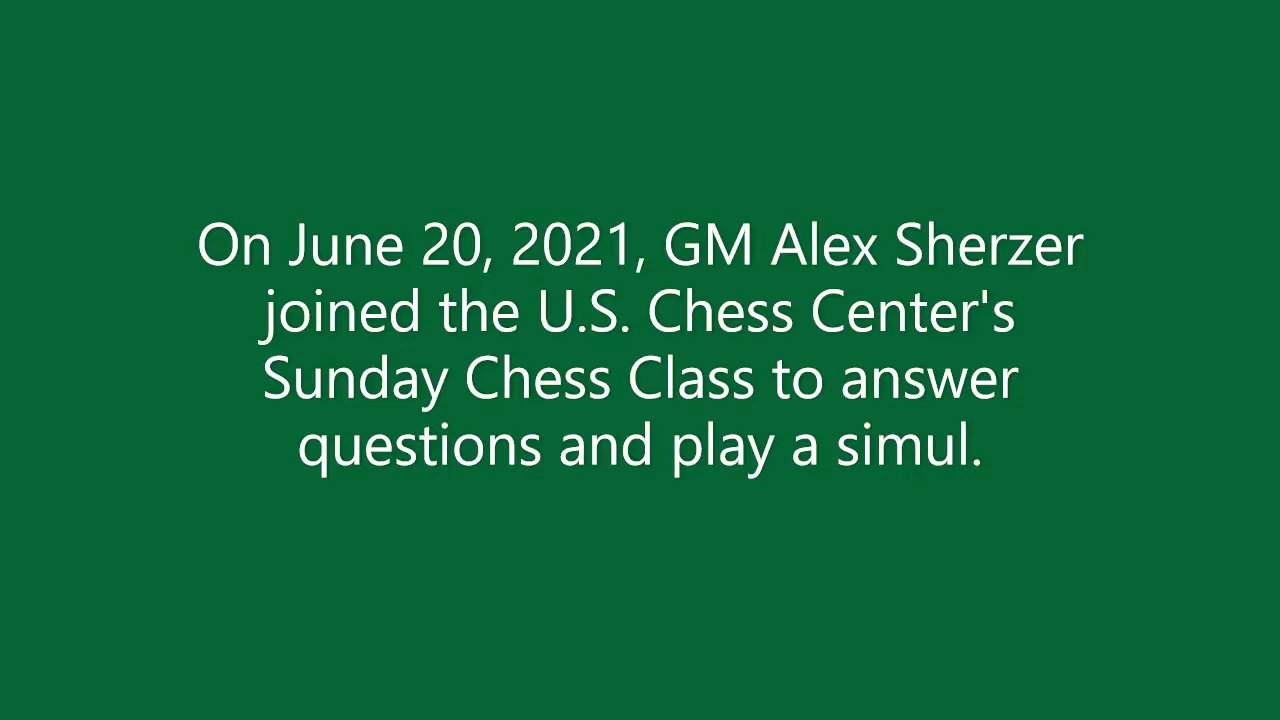 On June 20, 2021, GM Alex Sherzer
joined the U.S. Chess Center's
Sunday Chess Class to answer
questions and play a simul.